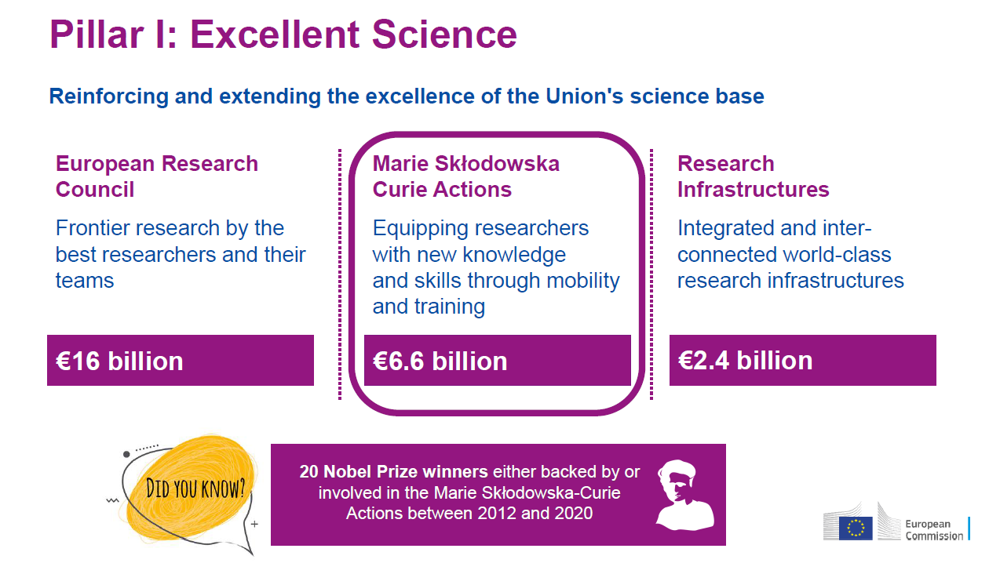 Pillar I: Excellent Science
Reinforcing and extending the excellence of the Union's science base
European Research
Council
Frontier research by the
best researchers and their
teams
€16 billion
Marie Skłodowska
Curie Actions
Equipping researchers
with new knowledge
and skills through mobility
and training
€6.6 billion
Research
Infrastructures
Integrated and inter-
connected world-class
research infrastructures
€2.4 billion
DID YOU KNOW?
20 Nobel Prize winners either backed by or
involved in the Marie Skłodowska-Curie
Actions between 2012 and 2020
European
Commission